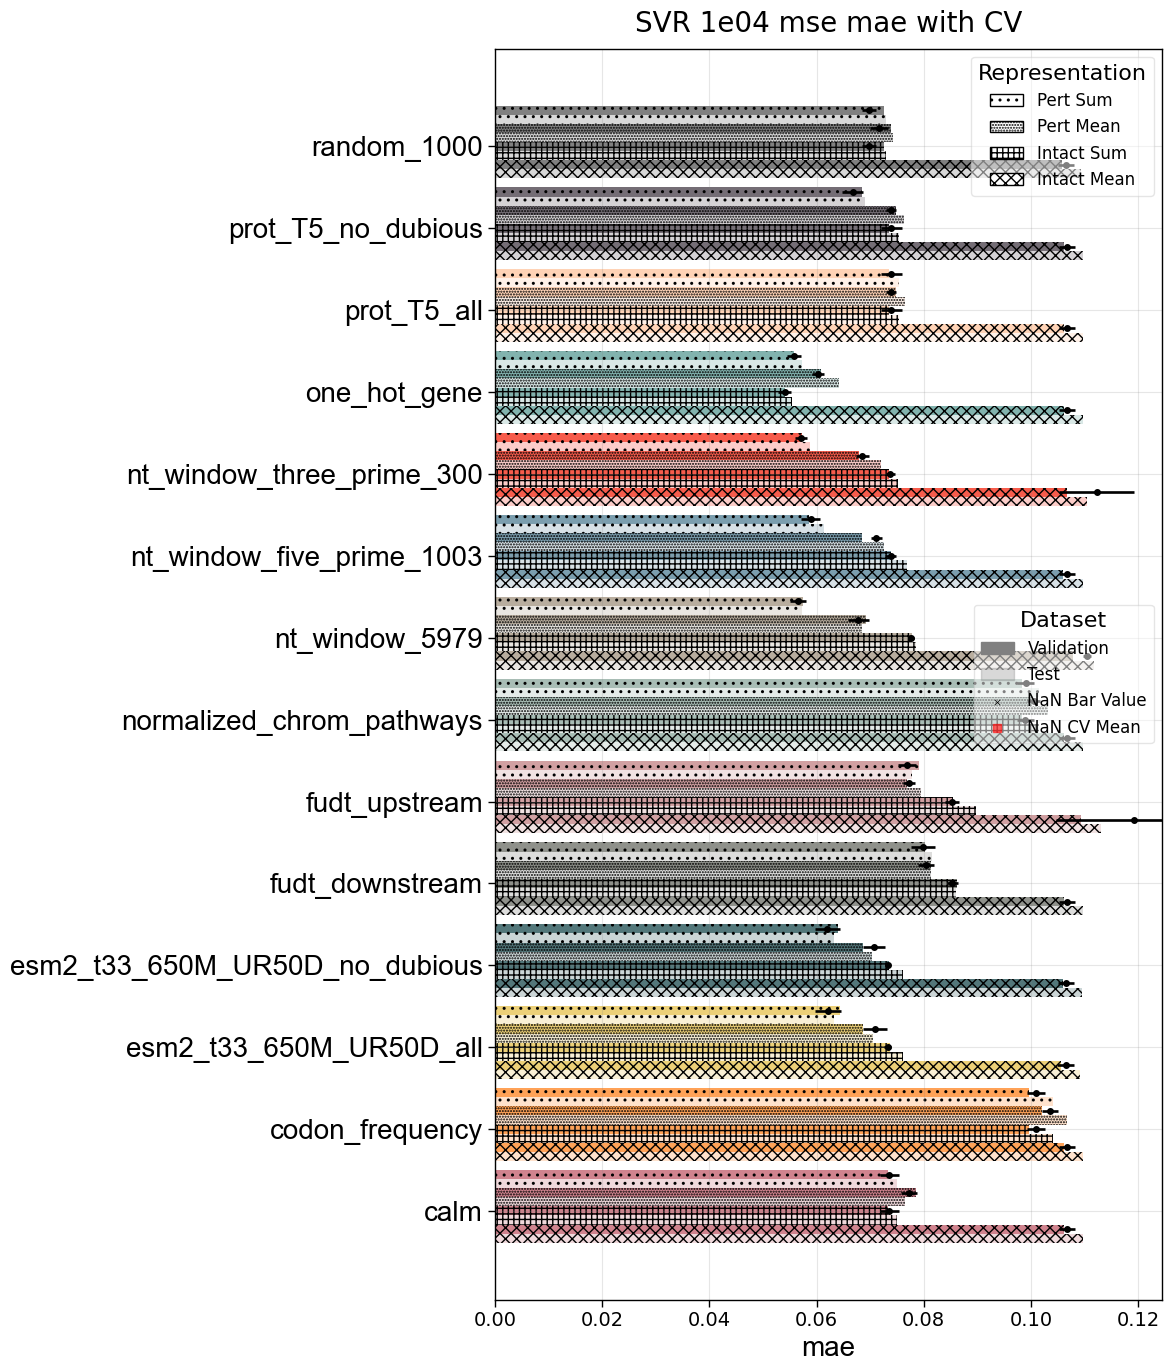 SVR 1e04 mse mae with CV
Representation
Pert Sum
Pert Mean
Intact Sum
Intact Mean
random_1000
prot_T5_no_dubious
prot_T5_all
one_hot_gene
nt_window_three_prime_300
nt_window_five_prime_1003
nt_window_5979
normalized_chrom_pathways
fudt_upstream
fudt_downstream
esm2_t33_650M_UR50D_no_dubious
esm2_t33_650M_UR50D_all
codon_frequency
calm
Dataset
Validation
Test
NaN Bar Value
NaN CV Mean
0.00 0.02 0.04 0.06 0.08 0.10 0.12
mae